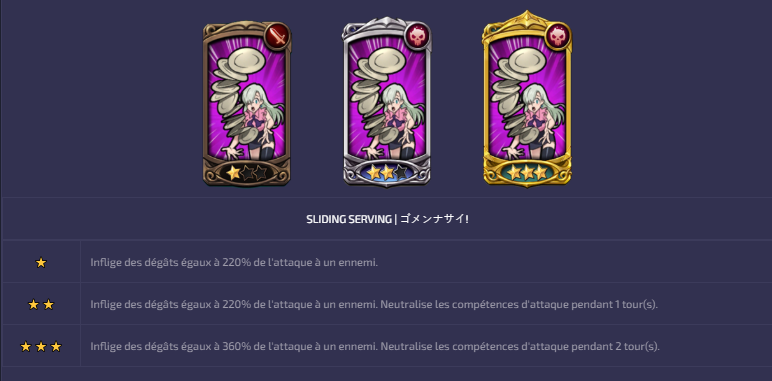 SLIDING SERVING | ゴメンナサイ!
Inflige des dégâts égaux à 220% de l'attaque à un ennemi.
Inflige des dégâts égaux à 220% de l'attaque à un ennemi. Neutralise les compétences d'attaque pendant 1 tour(s).
Inflige des dégâts égaux à 360% de l'attaque à un ennemi. Neutralise les compétences d'attaque pendant 2 tour(s).